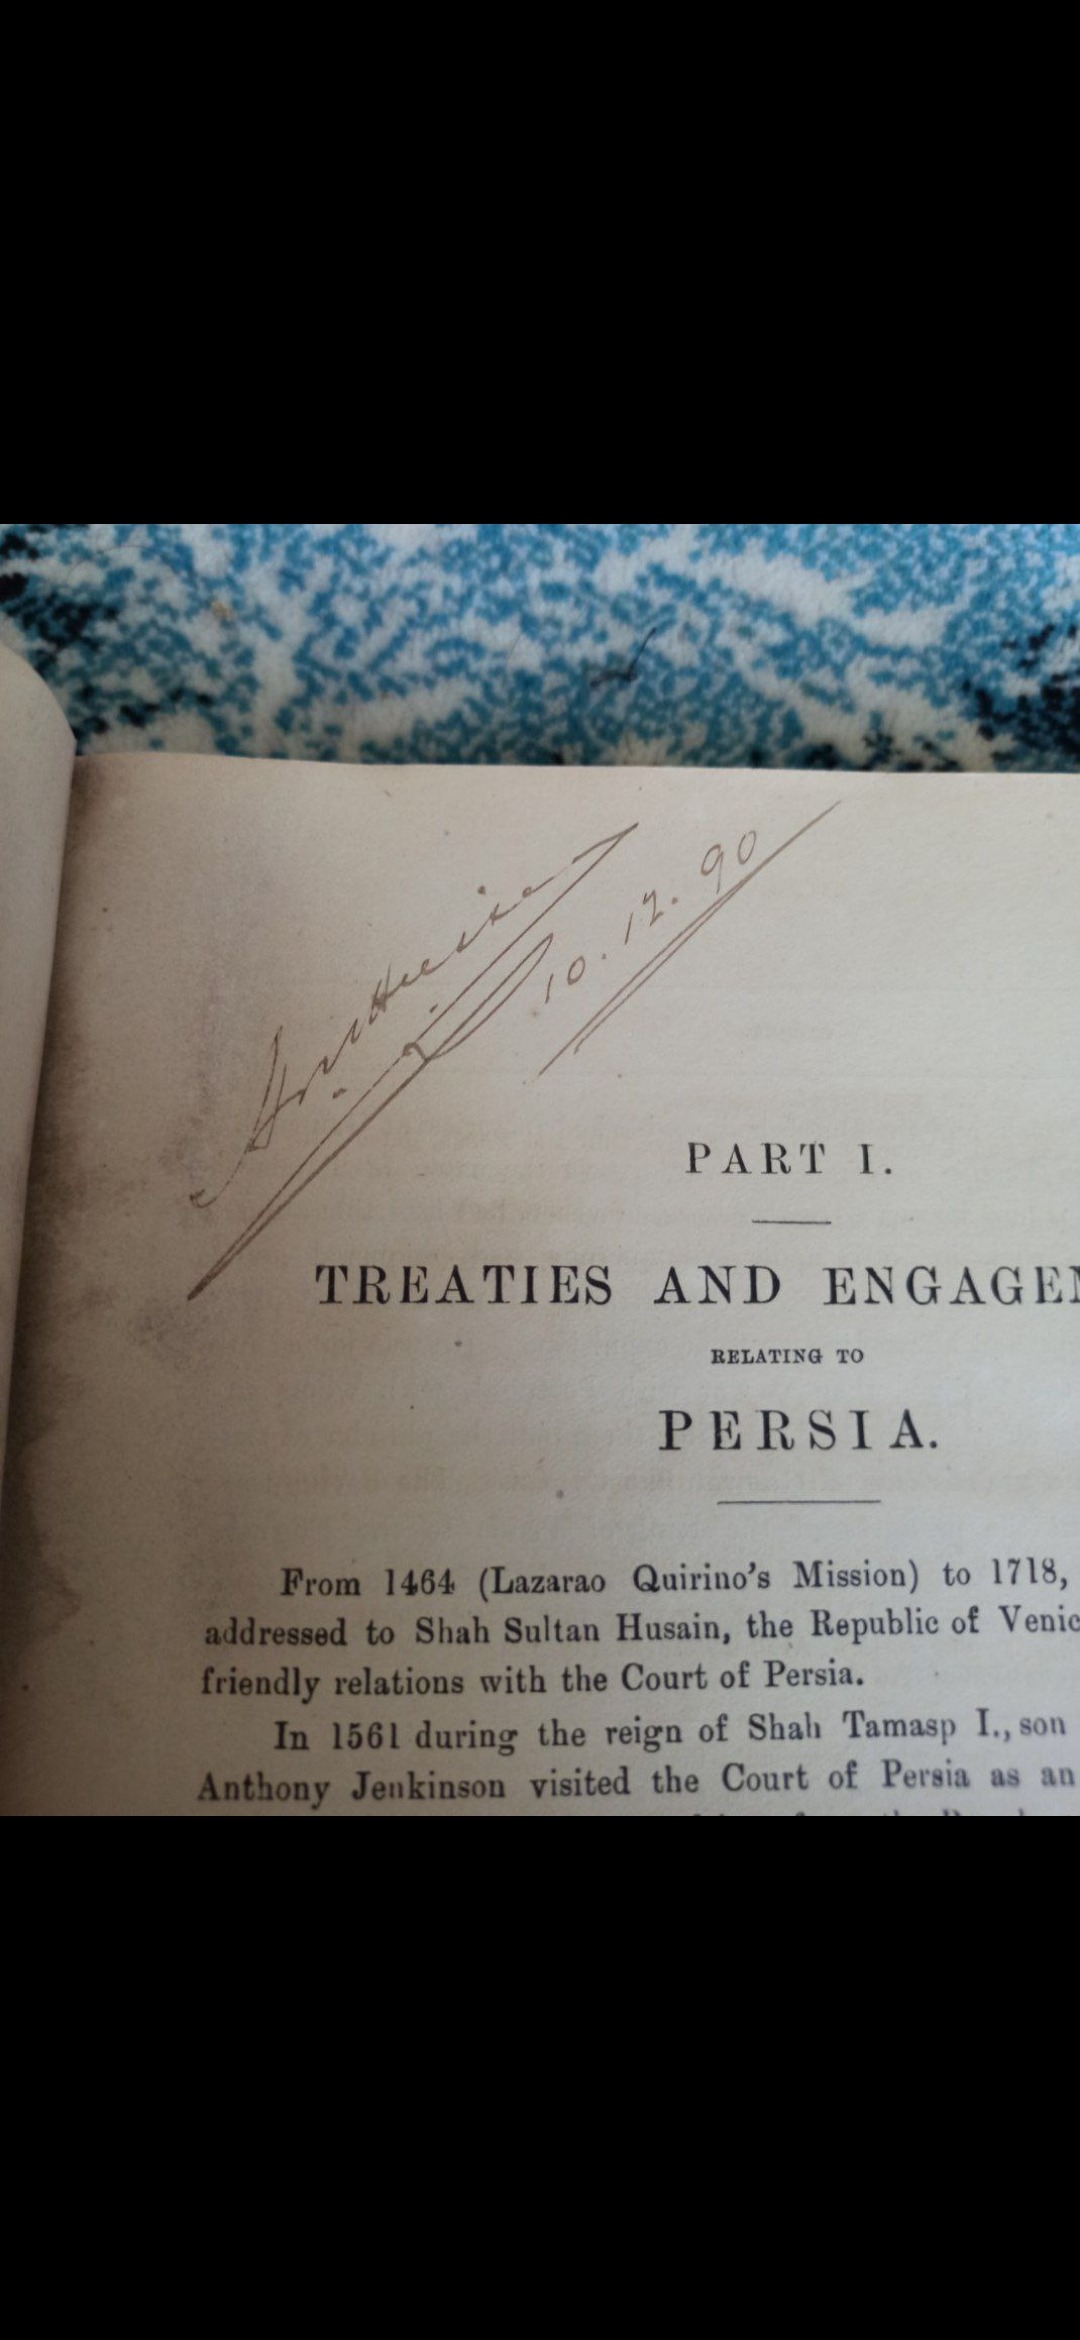 10.12.90
PART I.
TREATIES AND ENGAGEM
RELATING TO
PERSIA.
From 1464 (Lazarao Quirino's Mission) to 1718,
addressed to Shah Sultan Husain, the Republic of Venic
friendly relations with the Court of Persia.
In 1561 during the reign of Shah Tamasp I., son
Anthony Jenkinson visited the Court of Persia as an